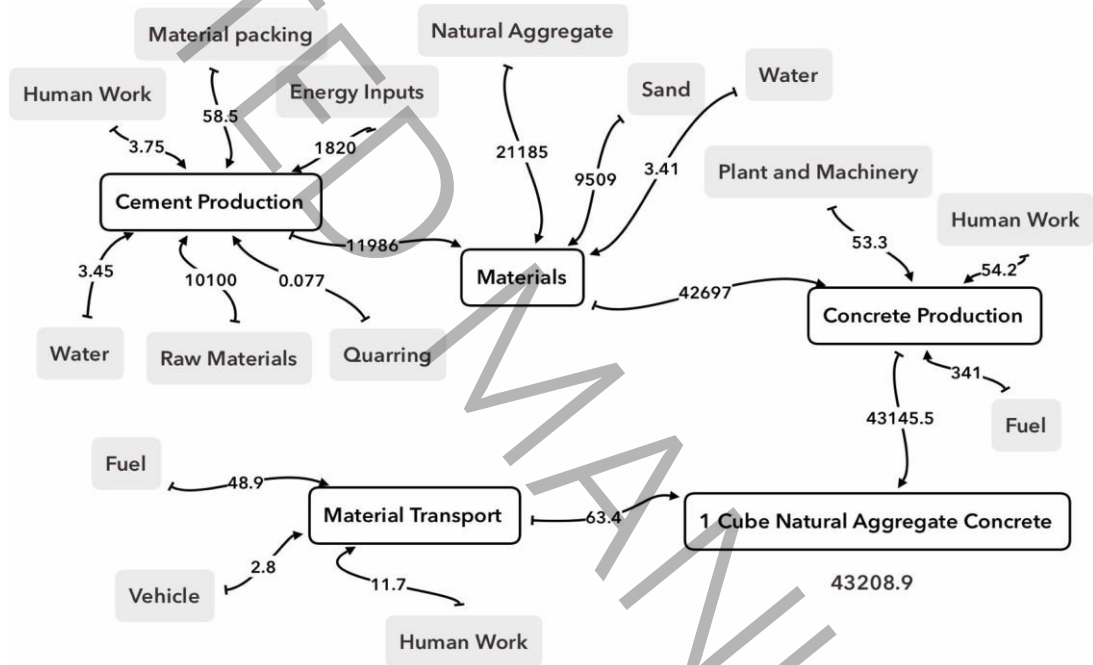 Material packing
Natural Aggregate
Human Work
Energy Inputs
Sand
Water
58.5
3.75
1820
21185
9509
3.41
Plant and Machinery
Cement Production
Human Work
11986
53.3
54.2
3.45
10100
0.077
Materials
42697
Concrete Production
Water
Raw Materials
Quarring
341
43145.5
Fuel
Fuel
48.9
Material Transport
63.4
1 Cube Natural Aggregate Concrete
2.8
11.7
43208.9
Vehicle
Human Work
TED MANU